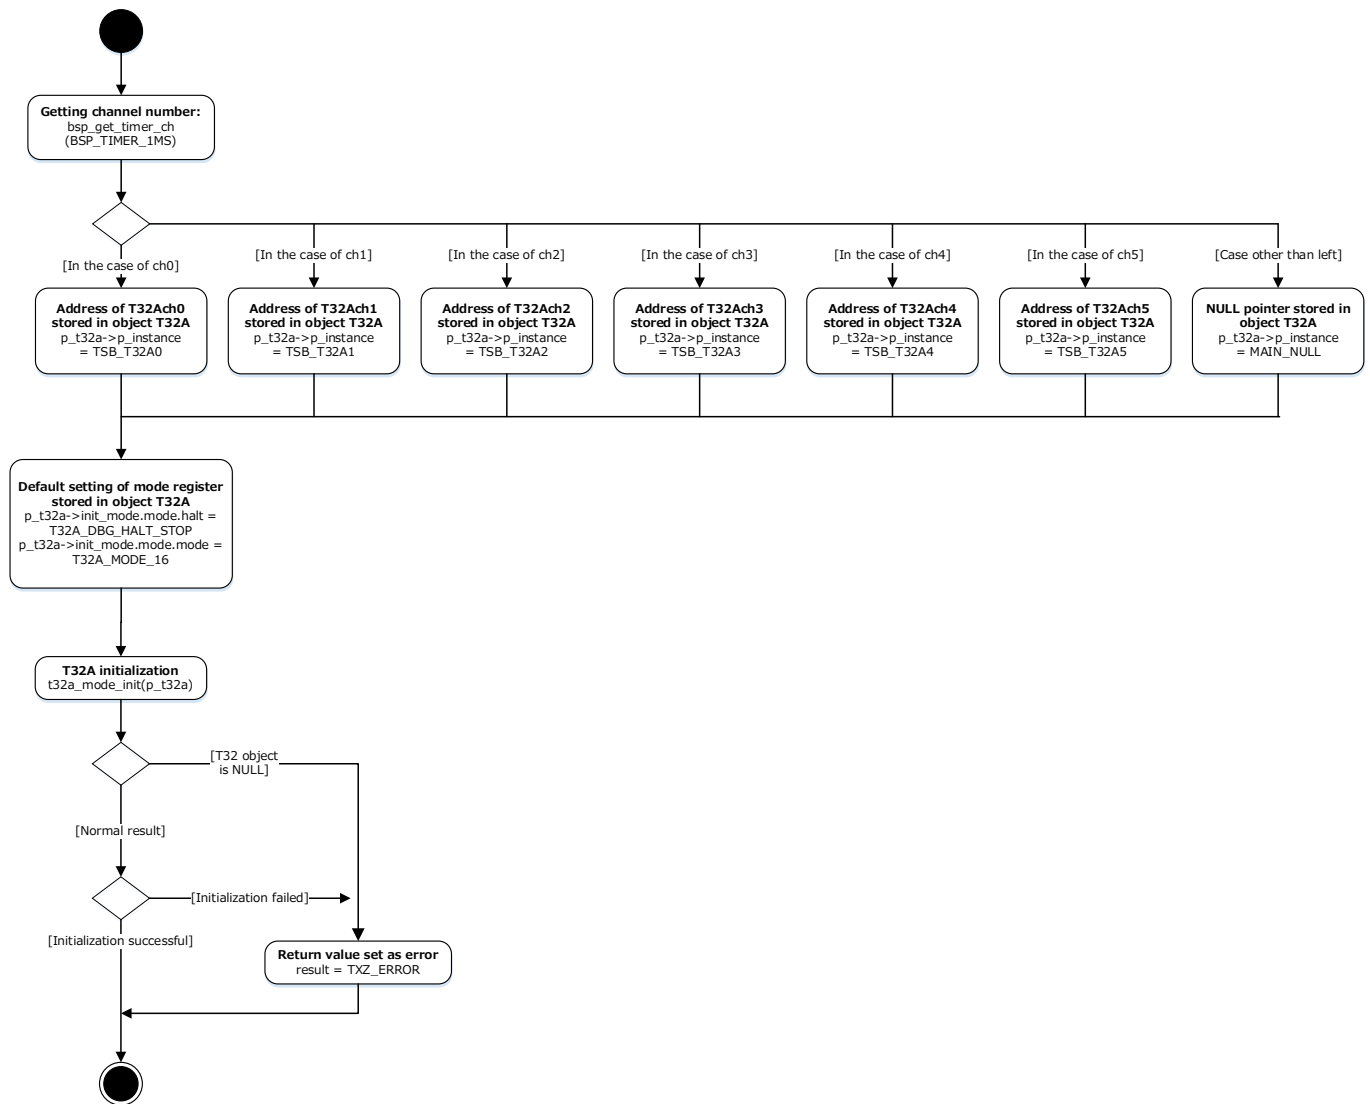 Getting channel number:
bsp_get_timer_ch
(BSP_TIMER_1MS)
[In the case of ch0]
[In the case of ch1]
[In the case of ch2]
[In the case of ch3]
[In the case of ch4]
[In the case of ch5]
[Case other than left]
Address of T32Ach0
stored in object T32A
p_t32a->p_instance
= TSB_T32A0
Address of T32Ach1
stored in object T32A
p_t32a->p_instance
= TSB_T32A1
Address of T32Ach2
stored in object T32A
p_t32a->p_instance
= TSB_T32A2
Address of T32Ach3
stored in object T32A
p_t32a->p_instance
= TSB_T32A3
Address of T32Ach4
stored in object T32A
p_t32a->p_instance
= TSB_T32A4
Address of T32Ach5
stored in object T32A
p_t32a->p_instance
= TSB_T32A5
NULL pointer stored in
object T32A
p_t32a->p_instance
= MAIN_NULL
Default setting of mode register
stored in object T32A
p_t32a->init_mode.mode.halt =
T32A_DBG_HALT_STOP
p_t32a->init_mode.mode.mode =
T32A_MODE_16
T32A initialization
t32a_mode_init(p_t32a)
[T32 object
is NULL]
[Normal result]
[Initialization failed]
[Initialization successful]
Return value set as error
result = TXZ_ERROR